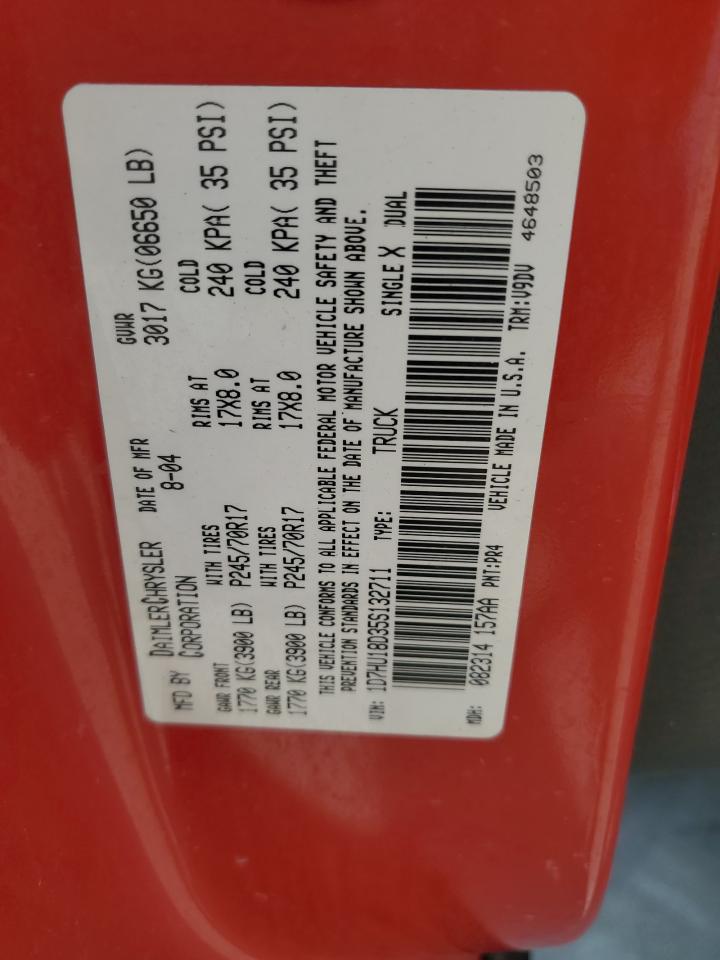 MFD BY DAIMLERCHRYSLER CORPORATION DATE OF MFR 8-04 GVWR 3017 KG(06650 LB)
GAWR FRONT WITH TIRES RIMS AT COLD
1770 KG(3900 LB) P245/70R17 17X8.0 240 KPA( 35 PSI)
GAWR REAR WITH TIRES RIMS AT COLD
1770 KG(3900 LB) P245/70R17 17X8.0 240 KPA( 35 PSI)
THIS VEHICLE CONFORMS TO ALL APPLICABLE FEDERAL MOTOR VEHICLE SAFETY AND THEFT
PREVENTION STANDARDS IN EFFECT ON THE DATE OF MANUFACTURE SHOWN ABOVE.
VIN: 1D7HU18D35S132711 TYPE: TRUCK SINGLE X DUAL
MDH: 082314 157AA PNT:PR4 VEHICLE MADE IN U.S.A. TRM:V9DV 4648503